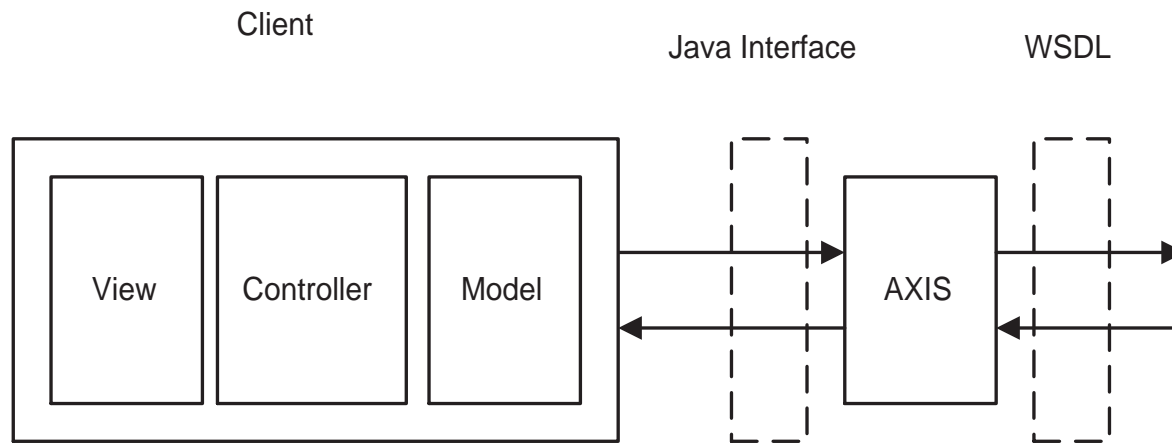 Client
Java Interface
WSDL
View
Controller
Model
AXIS